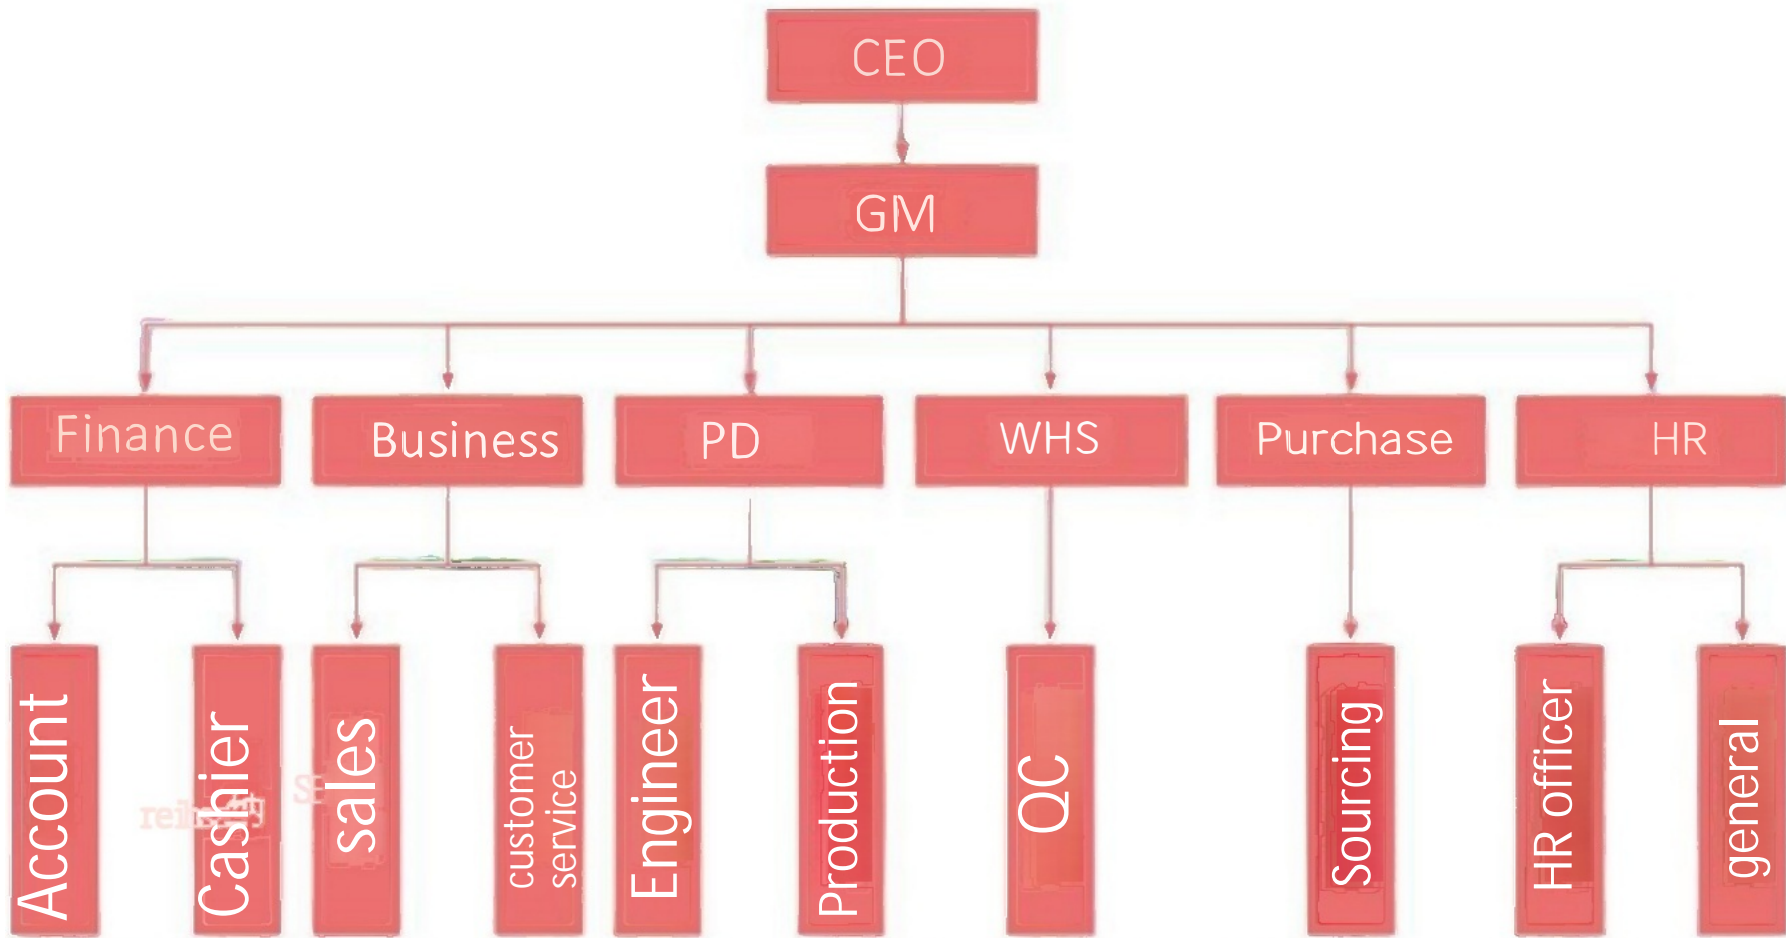 CEO
GM
Finance
Business
PD
WHS
Purchase
HR
Account
Cashier
sales
customer
service
Engineer
Production
QC
Sourcing
HR officer
general